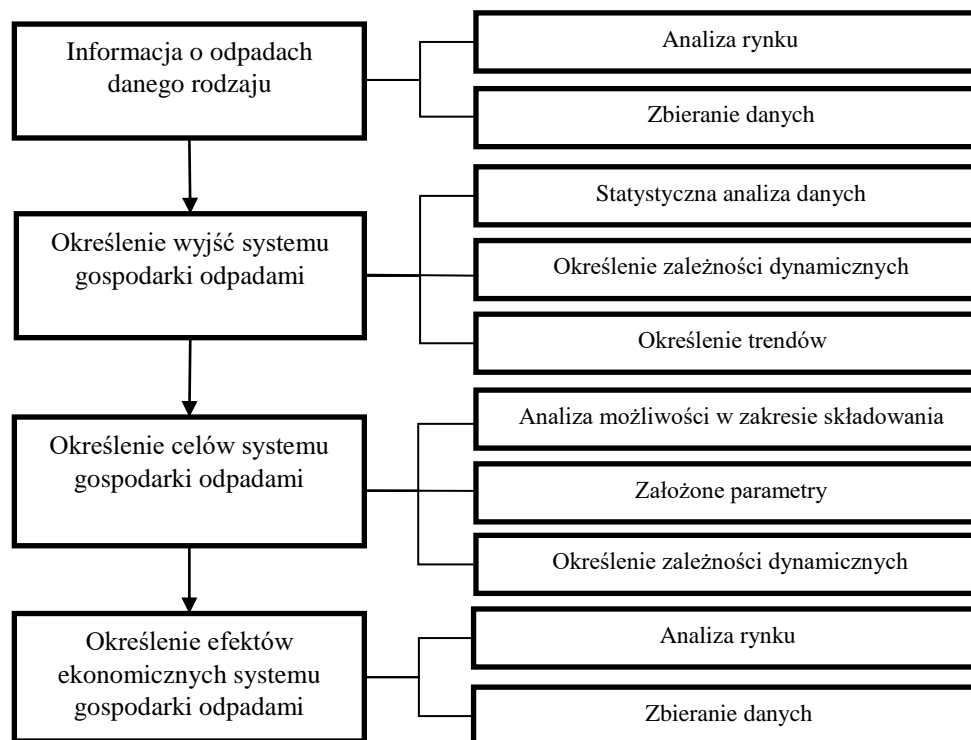 Informacja o odpadach
danego rodzaju
Analiza rynku
Zbieranie danych
Określenie wyjść systemu
gospodarki odpadami
Statystyczna analiza danych
Określenie zależności dynamicznych
Określenie trendów
Określenie celów systemu
gospodarki odpadami
Analiza możliwości w zakresie składowania
Założone parametry
Określenie zależności dynamicznych
Określenie efektów
ekonomicznych systemu
gospodarki odpadami
Analiza rynku
Zbieranie danych